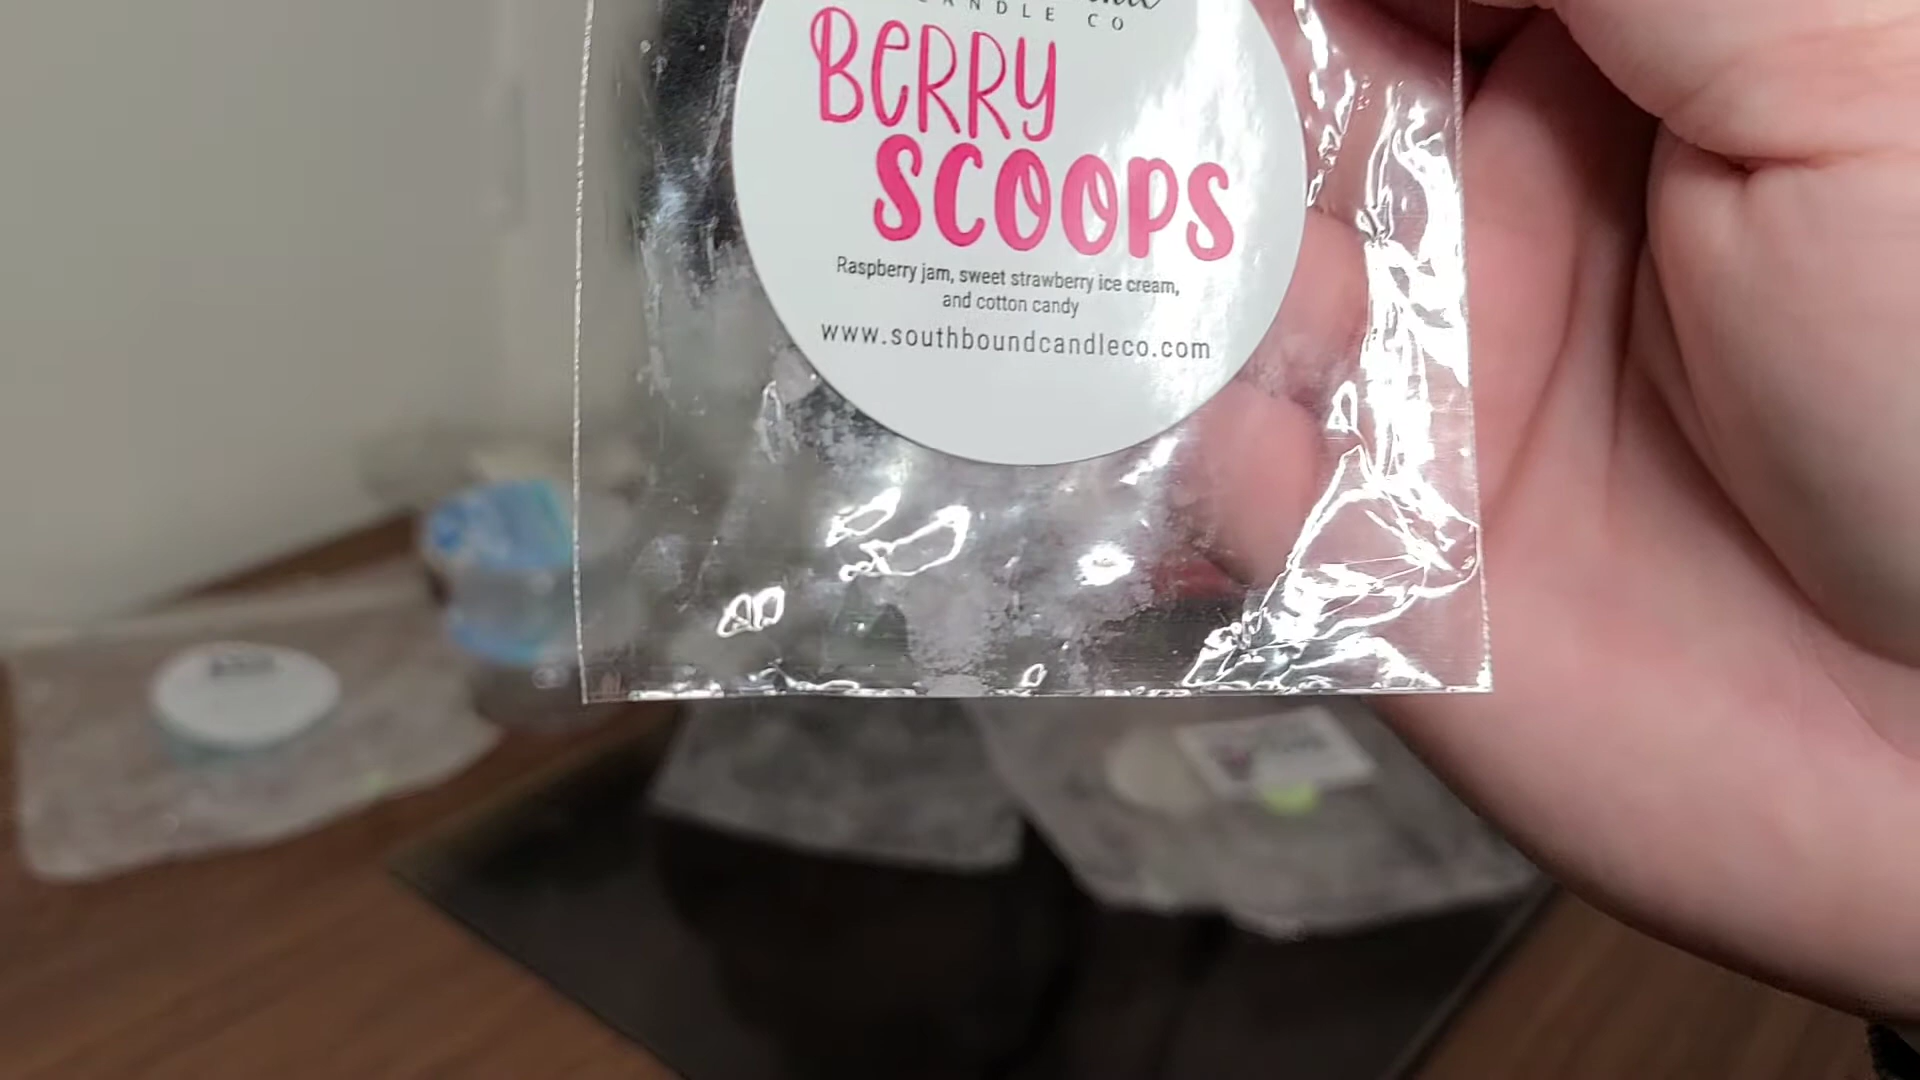 CANDLE CO
BERRY
SCOOPS
Raspberry jam, sweet strawberry ice cream,
and cotton candy
www.southboundcandleco.com